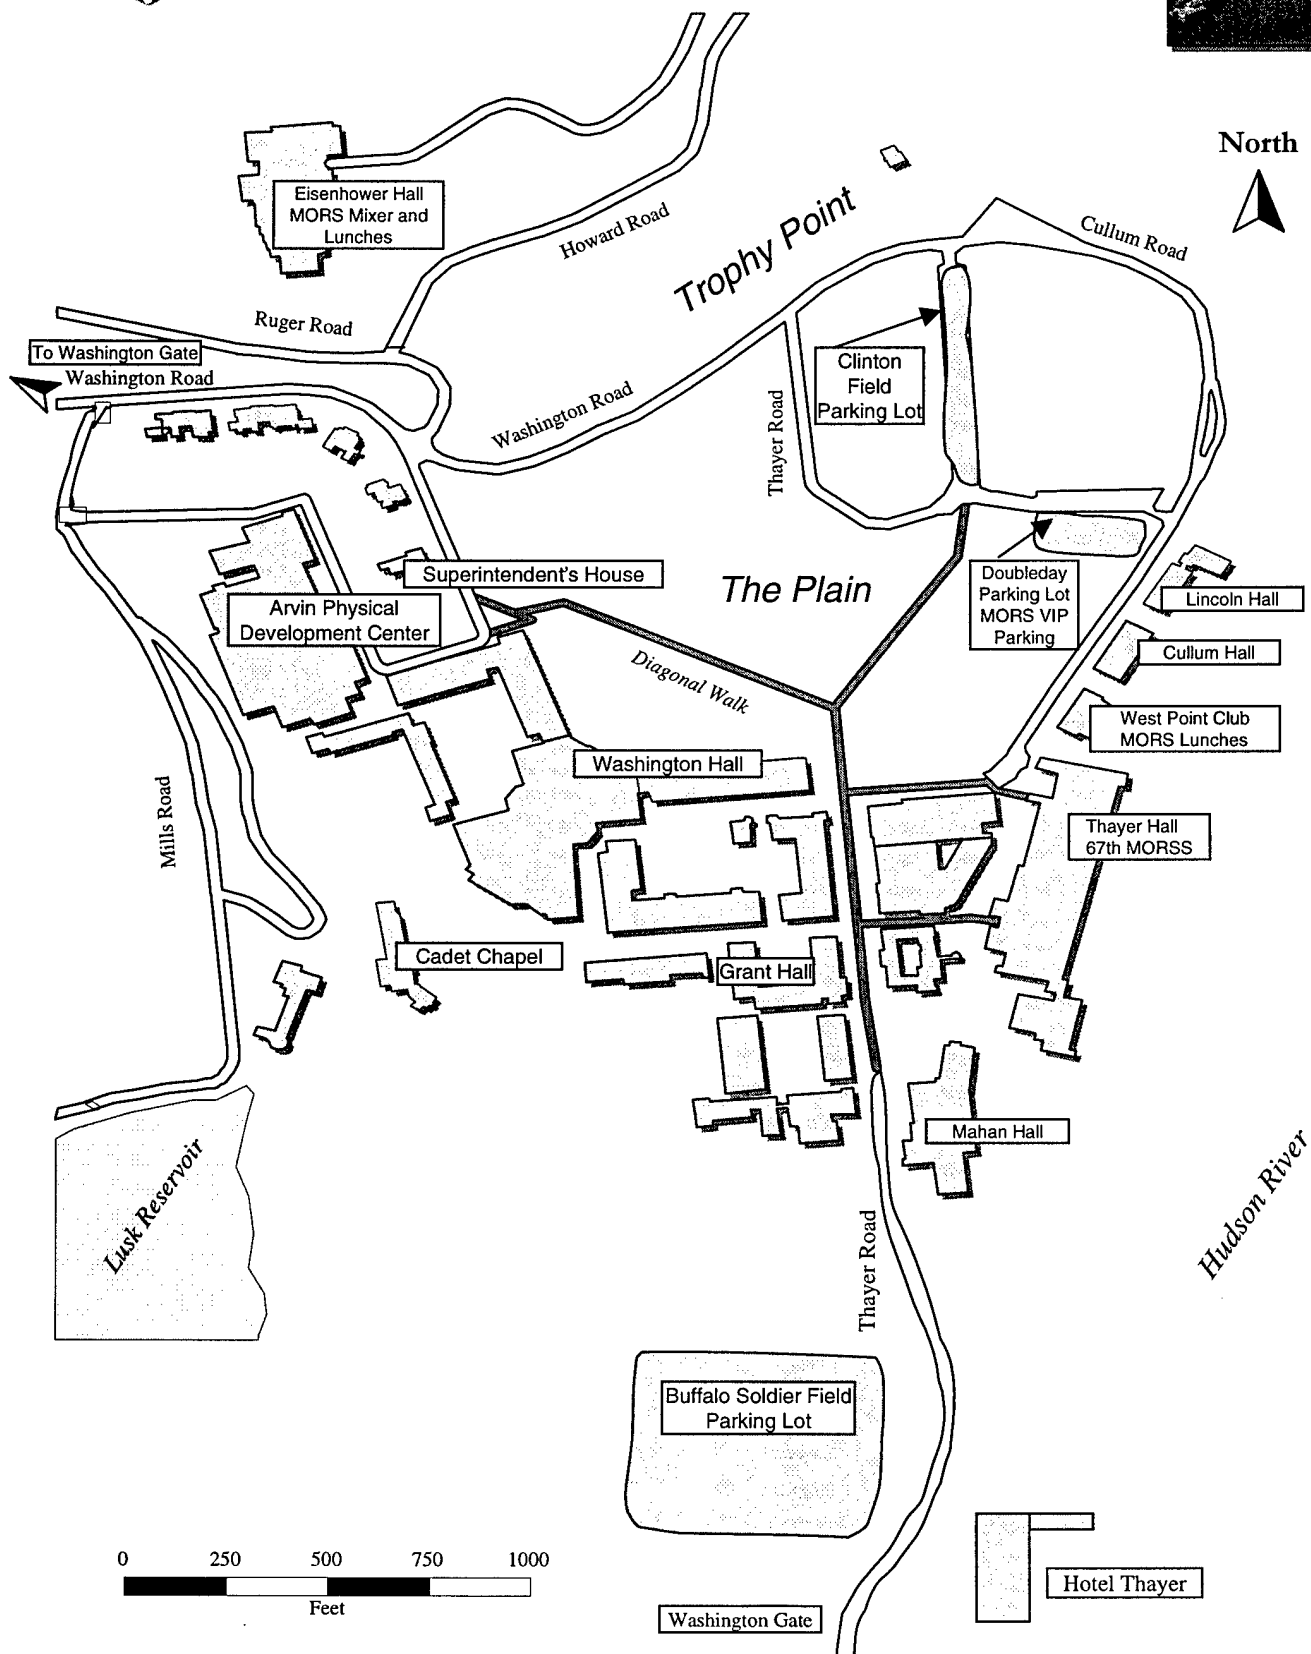 North
Eisenhower Hall
MORS Mixer and
Lunches
Howard Road
Trophy Point
Cullum Road
Ruger Road
To Washington Gate
Washington Road
Clinton
Field
Parking Lot
Washington Road
Thayer Road
Superintendent's House
The Plain
Doubleday
Parking Lot
MORS VIP
Parking
Lincoln Hall
Arvin Physical
Development Center
Cullum Hall
Diagonal Walk
West Point Club
MORS Lunches
Washington Hall
Mills Road
Thayer Hall
67th MORSS
Cadet Chapel
Grant Hall
Mahan Hall
Lusk Reservoir
Hudson River
Thayer Road
Buffalo Soldier Field
Parking Lot
0 250 500 750 1000
Feet
Hotel Thayer
Washington Gate